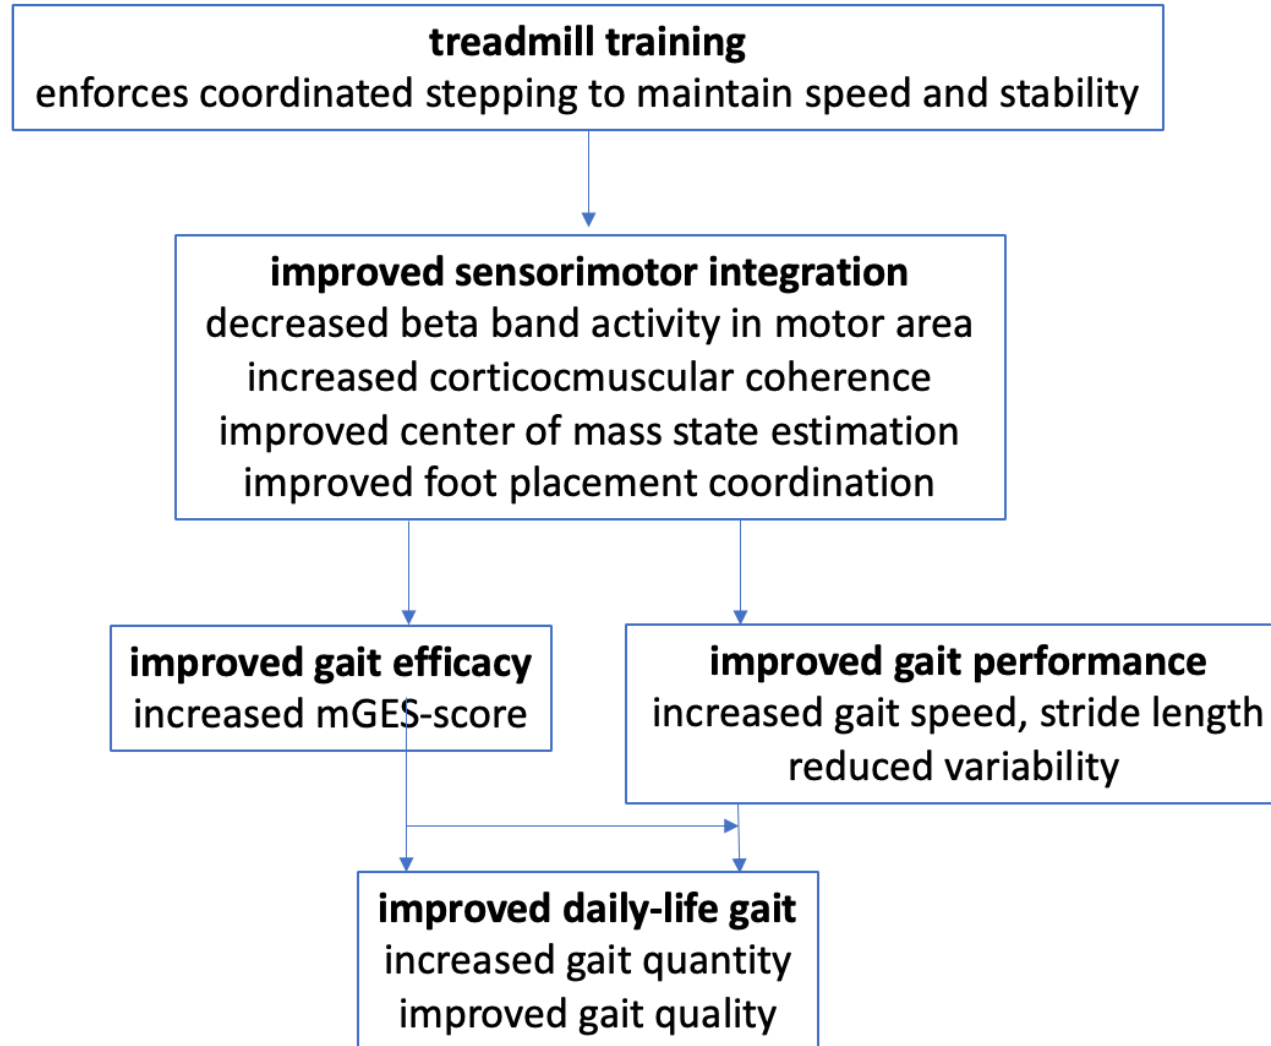 treadmill training
enforces coordinated stepping to maintain speed and stability
improved sensorimotor integration
decreased beta band activity in motor area
increased corticocmuscular coherence
improved center of mass state estimation
improved foot placement coordination
improved gait efficacy
increased mGES-score
improved gait performance
increased gait speed, stride length
reduced variability
improved daily-life gait
increased gait quantity
improved gait quality